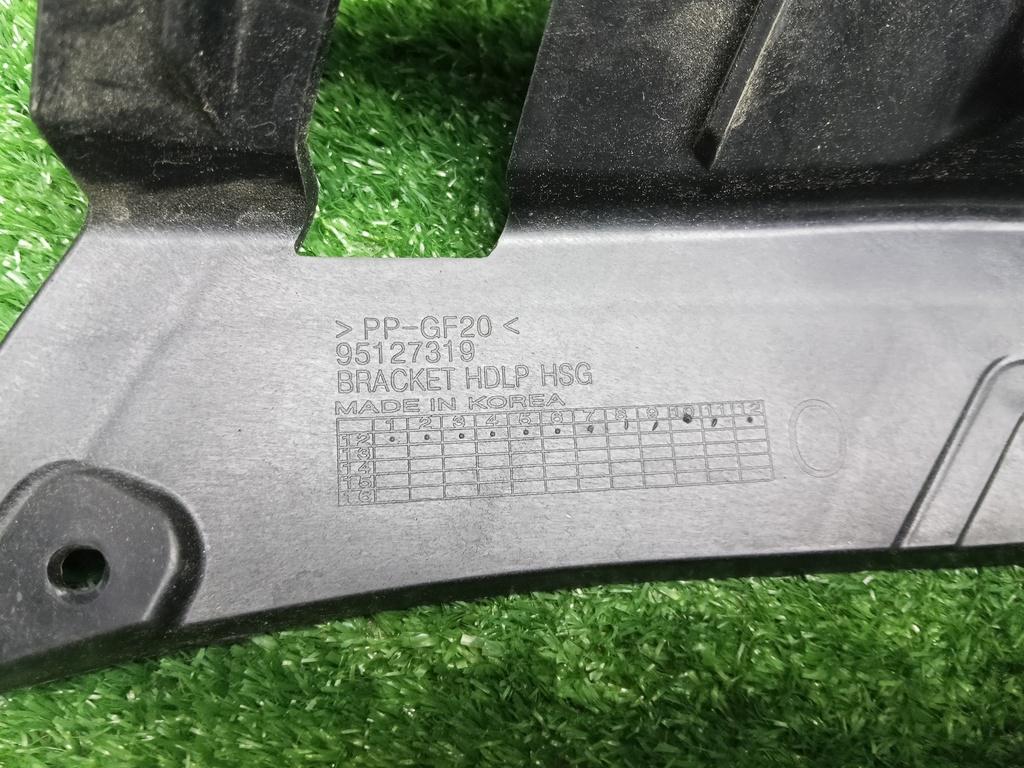 >PP-GF20<
95127319
BRACKET HDLP HSG
MADE IN KOREA
1 2 3 4 5 6 7 8 9 10 11 12
12
13
14
15
16